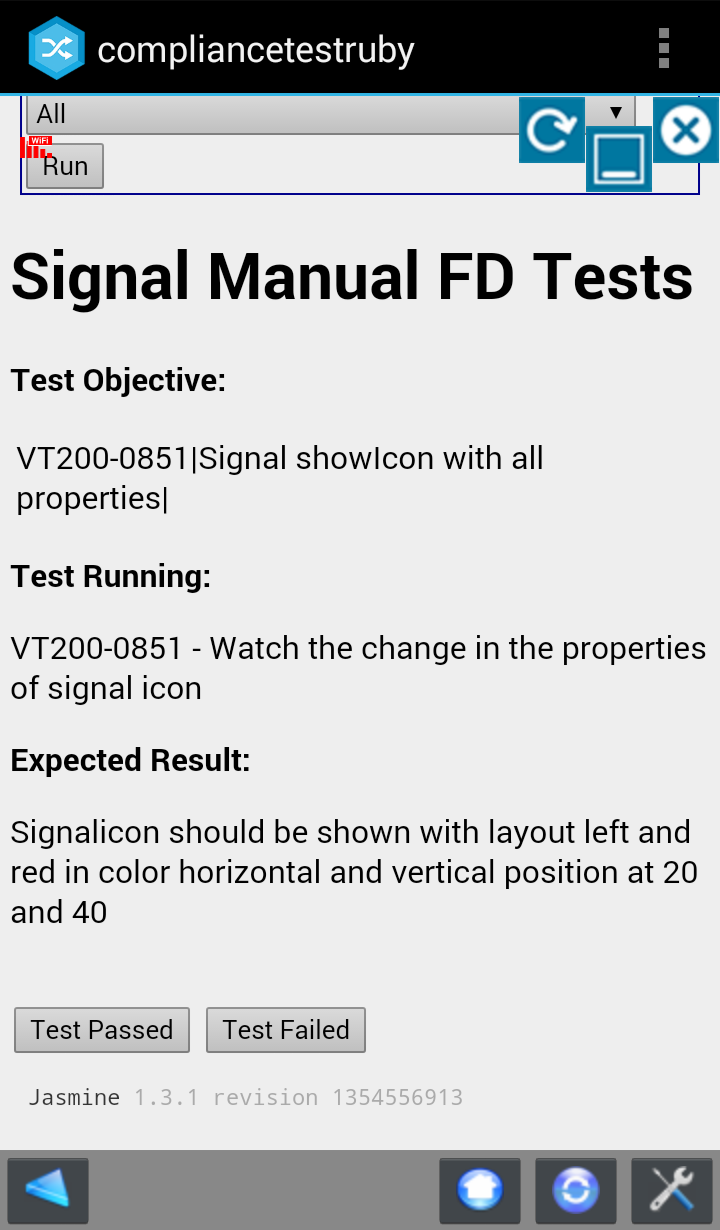 compliancetestruby
All
WiFi
Run
Signal Manual FD Tests
Test Objective:
VT200-0851|Signal showIcon with all
properties|
Test Running:
VT200-0851 - Watch the change in the properties
of signal icon
Expected Result:
Signalicon should be shown with layout left and
red in color horizontal and vertical position at 20
and 40
Test Passed Test Failed
Jasmine 1.3.1 revision 1354556913